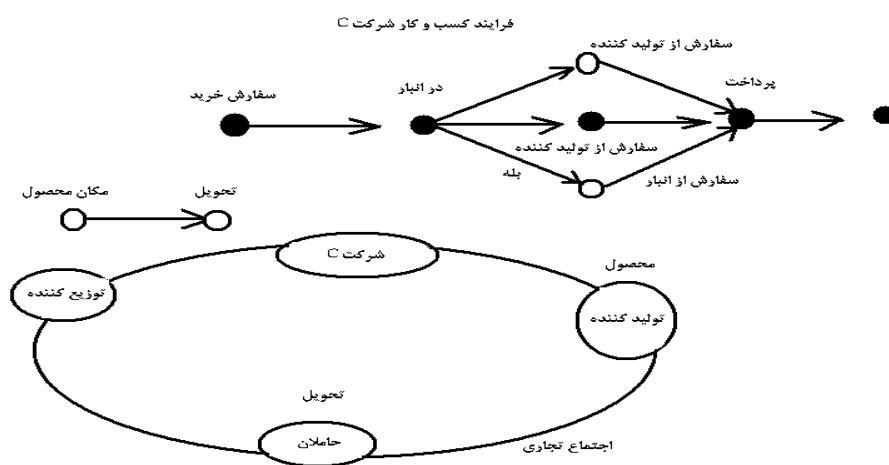 فرایند کسب و کار شرکت C
سفارش از تولید کننده
پرداخت
در انبار
سفارش خرید
سفارش از تولید کننده
بله
سفارش از انبار
تحویل
مکان محصول
شرکت C
محصول
توزیع کننده
تولید کننده
تحویل
حاملان
اجتماع تجاری